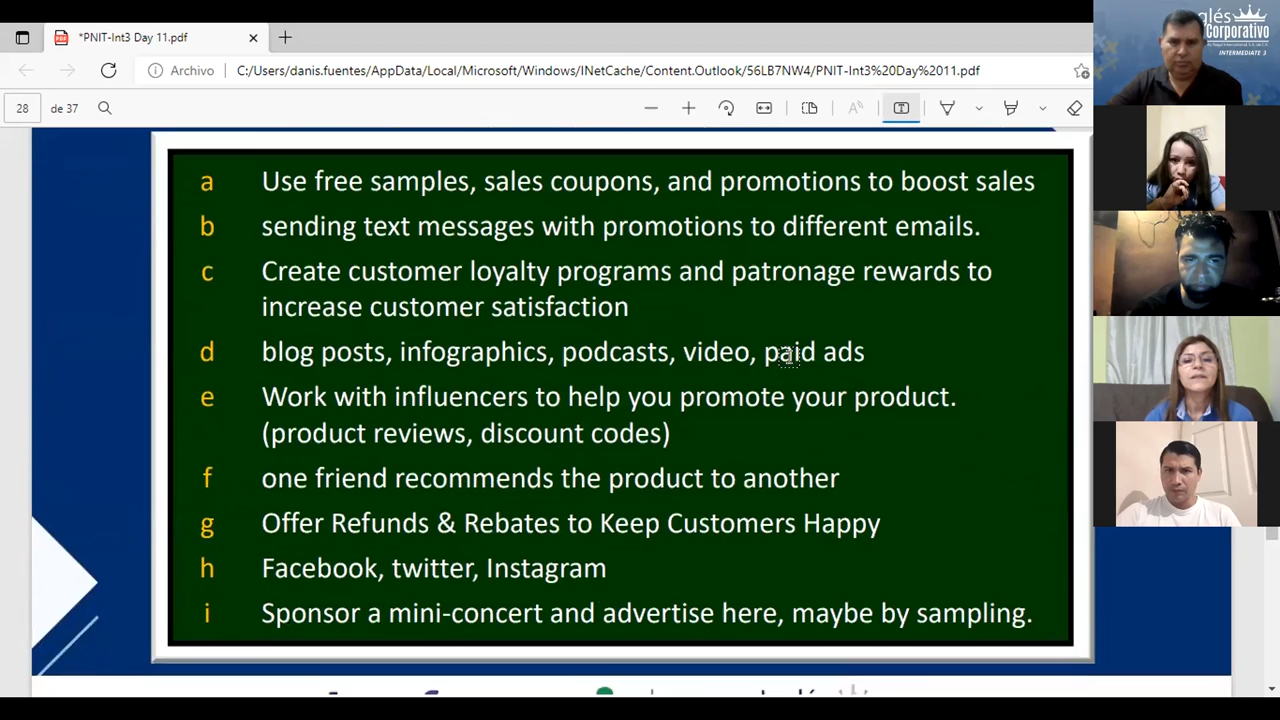 *PNIT-Int3 Day 11.pdf
Archivo
C:/Users/danis.fuentes/AppData/Local/Microsoft/Windows/INetCache/Content.Outlook/56LB7NW4/PNIT-Int3%20Day%2011.pdf
28 de 37
glés
Corporativo
INTERMEDIATE 3
a Use free samples, sales coupons, and promotions to boost sales
b sending text messages with promotions to different emails.
c Create customer loyalty programs and patronage rewards to
increase customer satisfaction
d blog posts, infographics, podcasts, video, paid ads
e Work with influencers to help you promote your product.
(product reviews, discount codes)
f one friend recommends the product to another
g Offer Refunds & Rebates to Keep Customers Happy
h Facebook, twitter, Instagram
i Sponsor a mini-concert and advertise here, maybe by sampling.